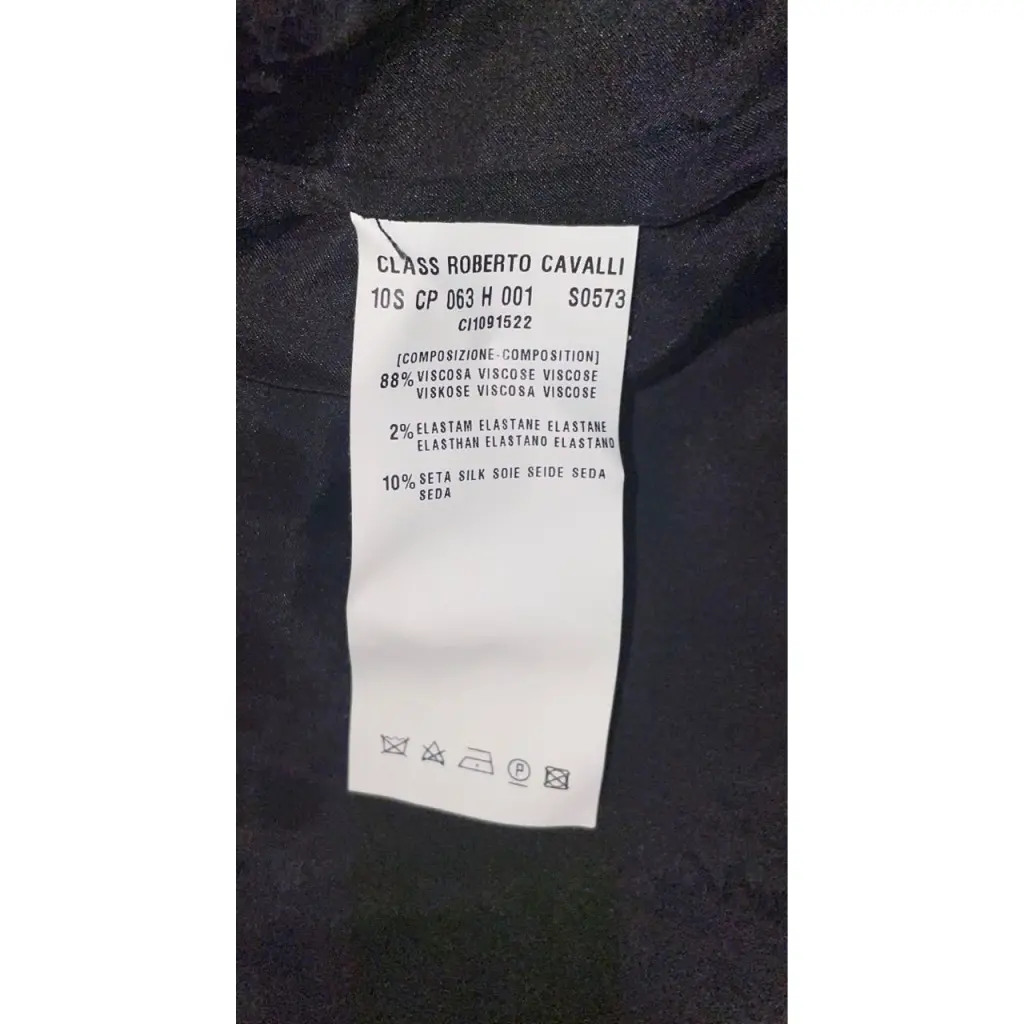 CLASS ROBERTO CAVALLI
10S CP 063 H 001 S0573
CI1091522
[COMPOSIZIONE-COMPOSITION]
88% VISCOSA VISCOSE VISCOSE
VISKOSE VISCOSA VISCOSE
2% ELASTAM ELASTANE ELASTANE
ELASTHAN ELASTANO ELASTANO
10% SETA SILK SOIE SEIDE SEDA
SEDA
P